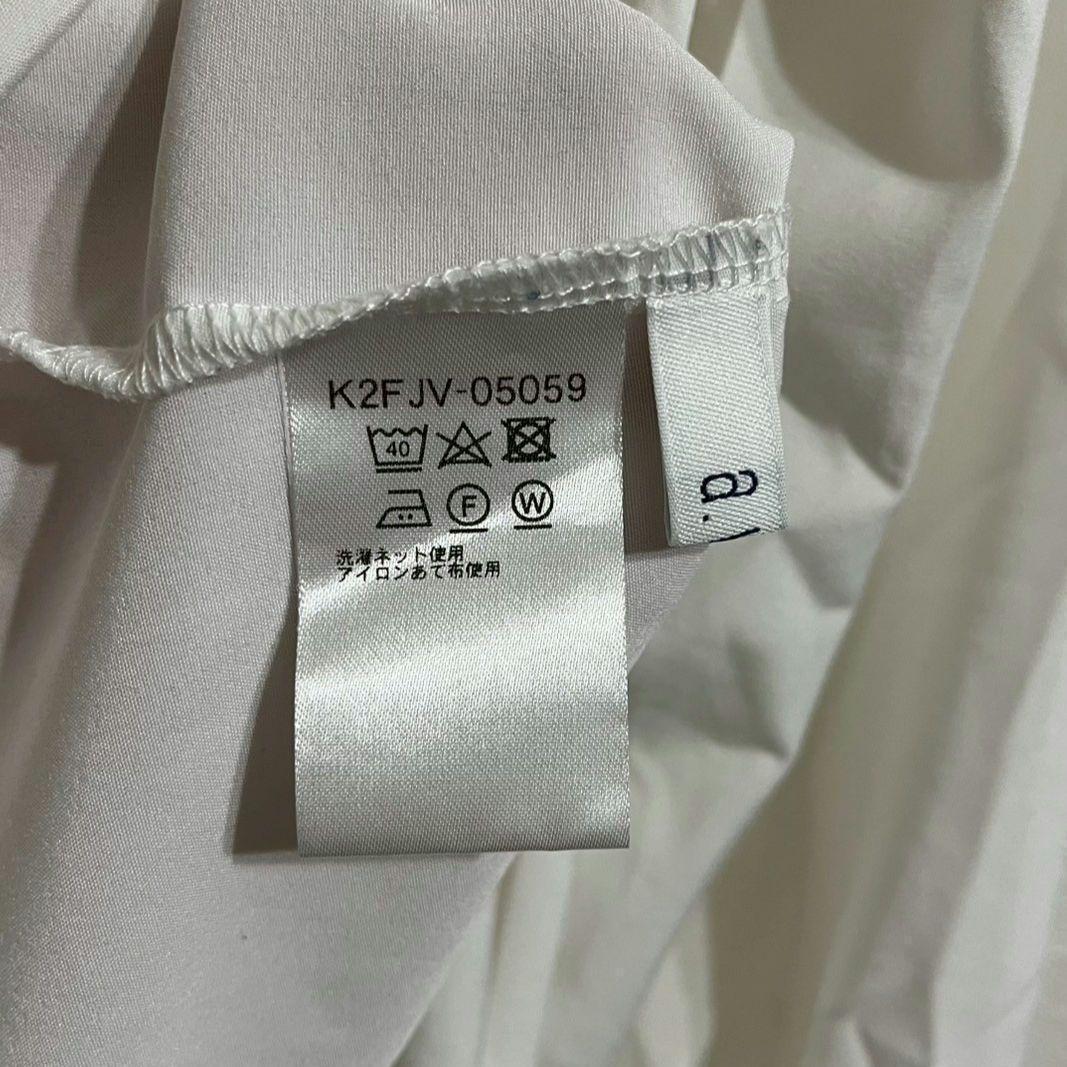 K2FJV-05059
40
F W
洗濯ネット使用
アイロンあて布使用
a.